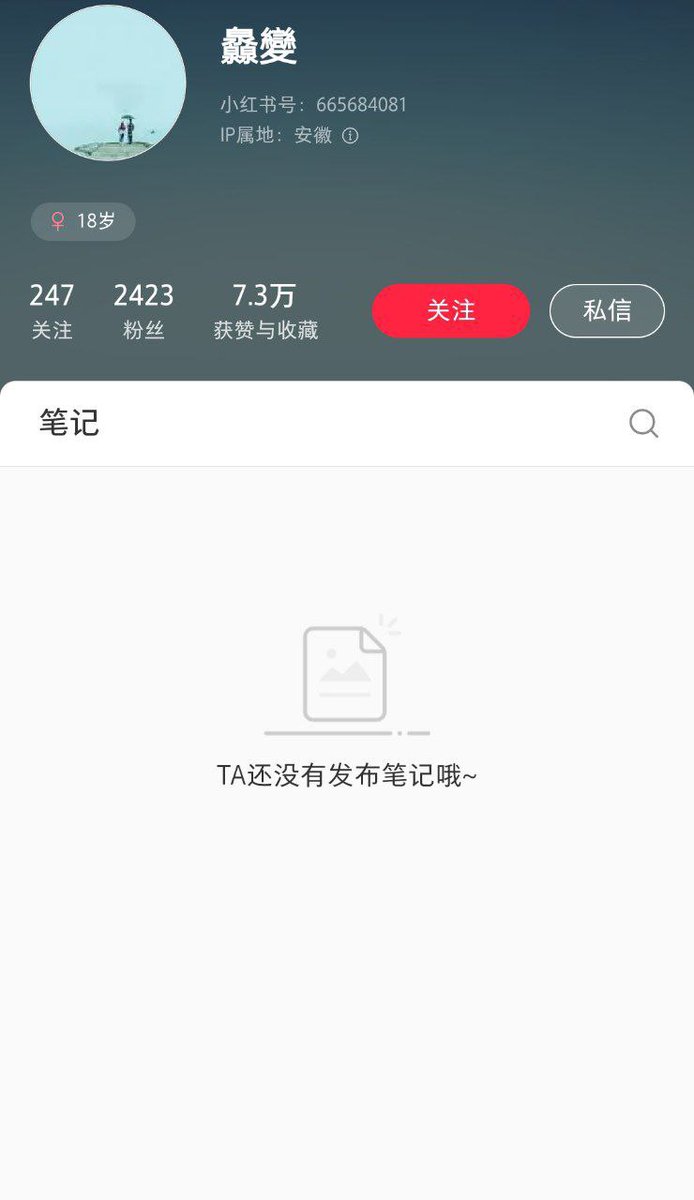 鱻變
小红书号：665684081
IP属地：安徽
18岁
247 2423 7.3万
关注 粉丝 获赞与收藏
关注 私信
笔记
TA还没有发布笔记哦~